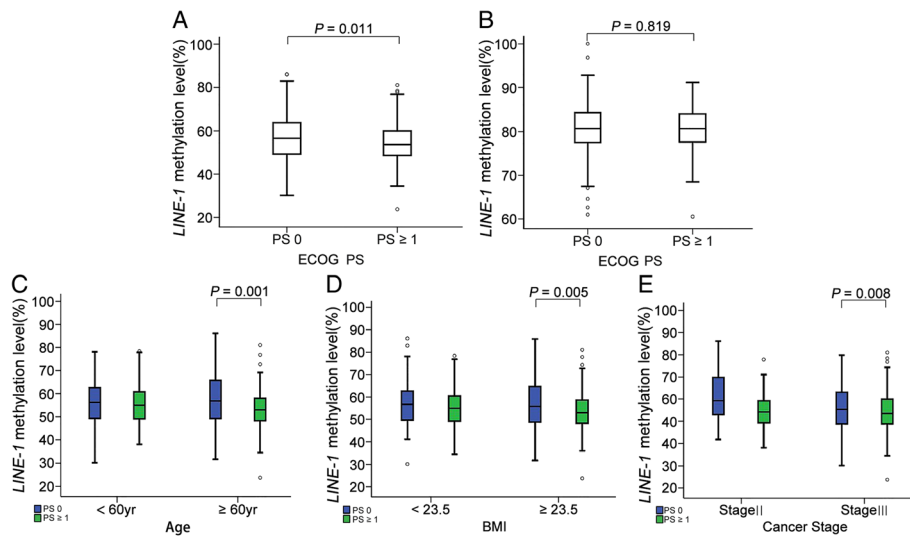 A
P = 0.011
LINE-1 methylation level(%)
100
80
60
40
20
PS 0
PS ≥ 1
ECOG PS
B
P = 0.819
LINE-1 methylation level(%)
100
90
80
70
60
PS 0
PS ≥ 1
ECOG PS
C
P = 0.001
LINE-1 methylation level(%)
100
90
80
70
60
50
40
30
20
< 60yr
≥ 60yr
PS 0
PS ≥ 1
Age
D
P = 0.005
LINE-1 methylation level(%)
100
90
80
70
60
50
40
30
20
< 23.5
≥ 23.5
PS 0
PS ≥ 1
BMI
E
P = 0.008
LINE-1 methylation level(%)
100
90
80
70
60
50
40
30
20
StageII
StageIII
PS 0
PS ≥ 1
Cancer Stage